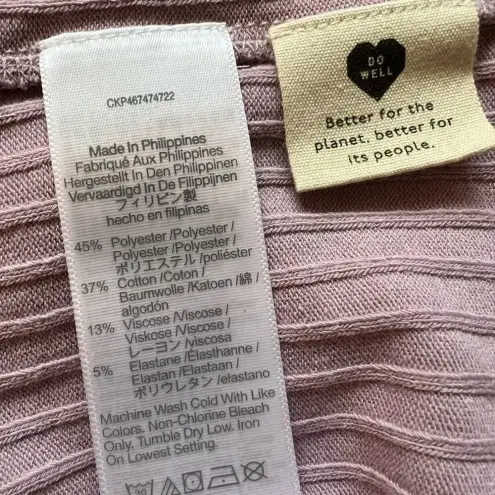 CKP467474722
Made In Philippines
Fabriqué Aux Philippines
Hergestellt In Den Philippinen
Vervaardigd In De Filippijnen
フィリピン製
hecho en filipinas
45% Polyester /Polyester /
Polyester /Polyester /
ポリエステル /poliéster
37% Cotton /Coton /
Baumwolle /Katoen /綿 /
algodón
13% Viscose /Viscose /
Viskose /Viscose /
レーヨン /viscosa
5% Elastane /Élasthanne /
Elastan /Elastaan /
ポリウレタン /elastano
Machine Wash Cold With Like
Colors. Non-Chlorine Bleach
Only. Tumble Dry Low. Iron
On Lowest Setting.
DO
WELL
Better for the
planet, better for
its people.